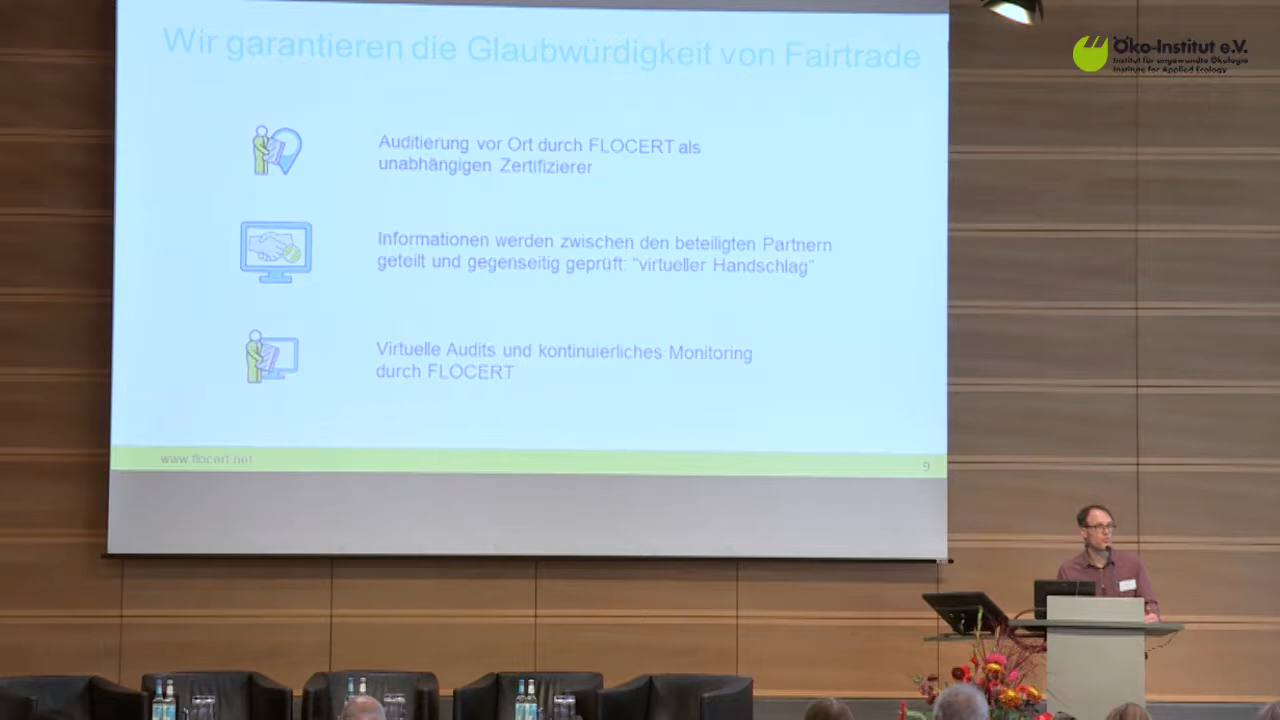 Wir garantieren die Glaubwürdigkeit von Fairtrade
Öko-Institut e.V.
Institut für angewandte Ökologie
Institute for Applied Ecology
Auditierung vor Ort durch FLOCERT als
unabhängigen Zertifizierer
Informationen werden zwischen den beteiligten Partnern
geteilt und gegenseitig geprüft: "virtueller Handschlag"
Virtuelle Audits und kontinuierliches Monitoring
durch FLOCERT
www.flocert.net
9